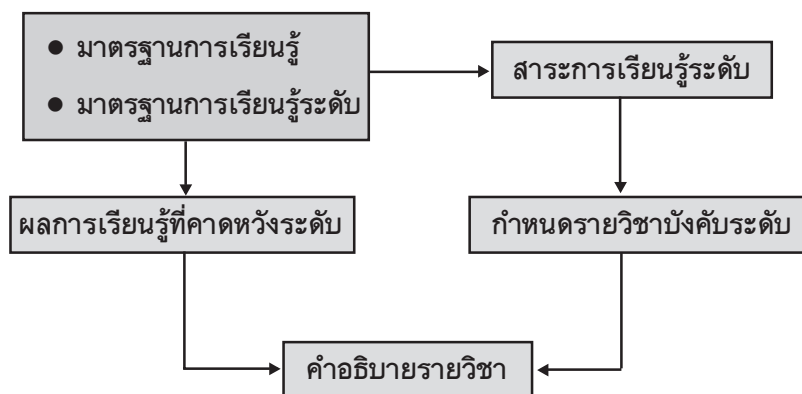 ● มาตรฐานการเรียนรู้
● มาตรฐานการเรียนรู้ระดับ
สาระการเรียนรู้ระดับ
ผลการเรียนรู้ที่คาดหวังระดับ
กำหนดรายวิชาบังคับระดับ
คำอธิบายรายวิชา